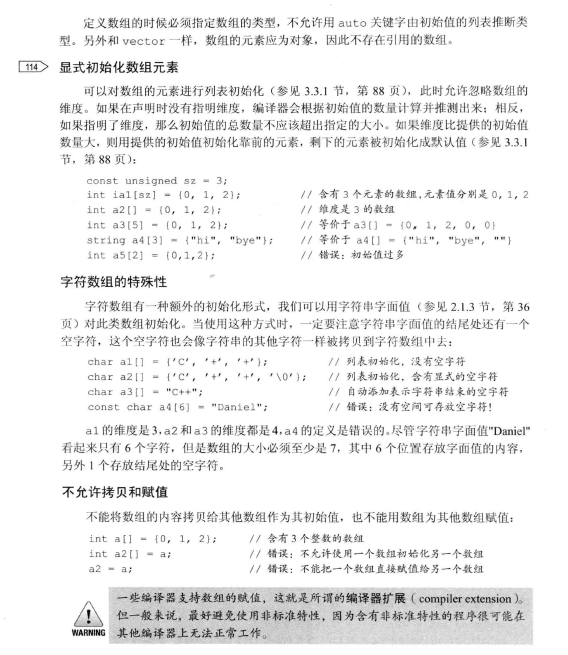 定义数组的时候必须指定数组的类型，不允许用 auto 关键字由初始值的列表推断类
型。另外和 vector 一样，数组的元素应为对象，因此不存在引用的数组。
114
显式初始化数组元素
可以对数组的元素进行列表初始化（参见 3.3.1 节，第 88 页），此时允许忽略数组的
维度。如果在声明时没有指明维度，编译器会根据初始值的数量计算并推测出来；相反，
如果指明了维度，那么初始值的总数量不应该超出指定的大小。如果维度比提供的初始值
数量大，则用提供的初始值初始化靠前的元素，剩下的元素被初始化成默认值（参见 3.3.1
节，第 88 页）：
const unsigned sz = 3;
int ia1[sz] = {0, 1, 2}; // 含有 3 个元素的数组,元素值分别是 0, 1, 2
int a2[] = {0, 1, 2}; // 维度是 3 的数组
int a3[5] = {0, 1, 2}; // 等价于 a3[] = {0, 1, 2, 0, 0}
string a4[3] = {"hi", "bye"}; // 等价于 a4[] = {"hi", "bye", ""}
int a5[2] = {0,1,2}; // 错误：初始值过多
字符数组的特殊性
字符数组有一种额外的初始化形式，我们可以用字符串字面值（参见 2.1.3 节，第 36
页）对此类数组初始化。当使用这种方式时，一定要注意字符串字面值的结尾处还有一个
空字符，这个空字符也会像字符串的其他字符一样被拷贝到字符数组中去：
char a1[] = {'C', '+', '+'}; // 列表初始化，没有空字符
char a2[] = {'C', '+', '+', '\0'}; // 列表初始化，含有显式的空字符
char a3[] = "C++"; // 自动添加表示字符串结束的空字符
const char a4[6] = "Daniel"; // 错误：没有空间可存放空字符！
a1 的维度是 3，a2 和 a3 的维度都是 4，a4 的定义是错误的。尽管字符串字面值"Daniel"
看起来只有 6 个字符，但是数组的大小必须至少是 7，其中 6 个位置存放字面值的内容，
另外 1 个存放结尾处的空字符。
不允许拷贝和赋值
不能将数组的内容拷贝给其他数组作为其初始值，也不能用数组为其他数组赋值：
int a[] = {0, 1, 2}; // 含有 3 个整数的数组
int a2[] = a; // 错误：不允许使用一个数组初始化另一个数组
a2 = a; // 错误：不能把一个数组直接赋值给另一个数组
一些编译器支持数组的赋值，这就是所谓的编译器扩展（compiler extension）。
但一般来说，最好避免使用非标准特性，因为含有非标准特性的程序很可能在
WARNING 其他编译器上无法正常工作。